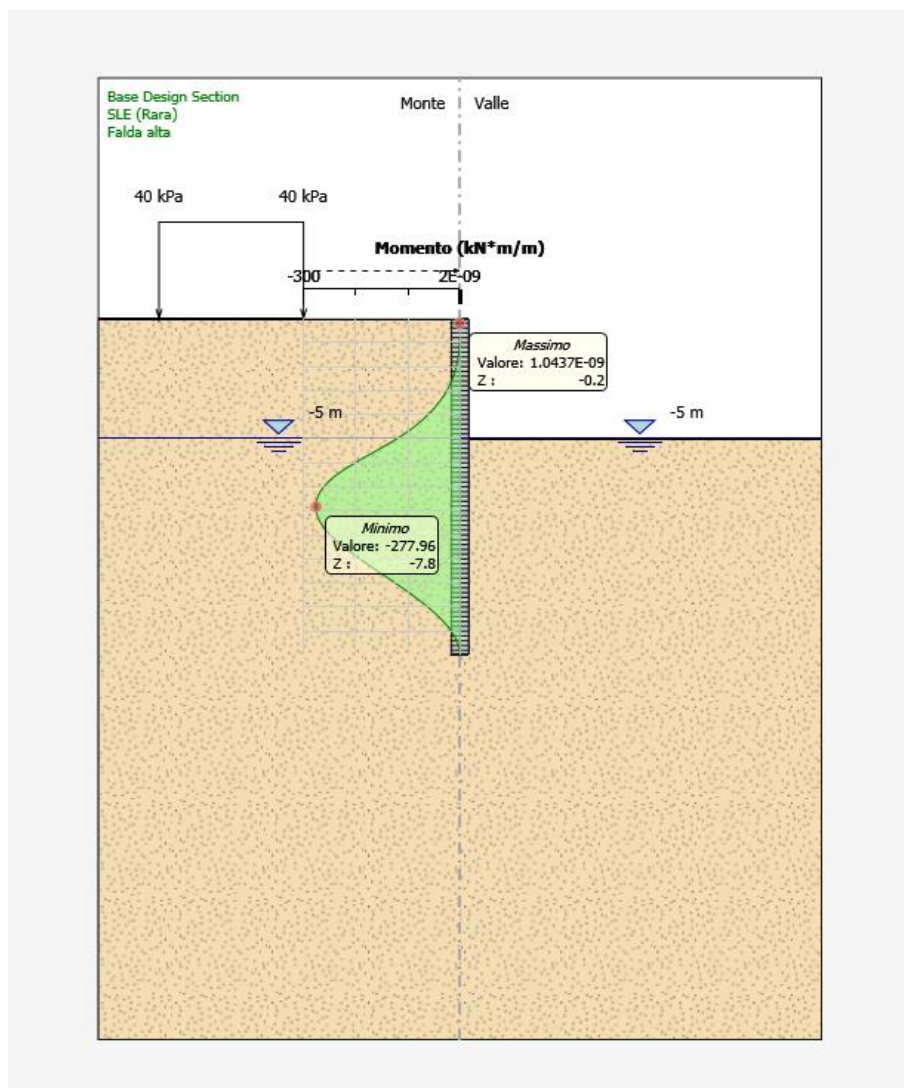 Base Design Section
SLE (Rara)
Falda alta
Monte
Valle
40 kPa
40 kPa
Momento (kN*m/m)
-300
2E-09
Massimo
Valore: 1.0437E-09
Z : -0.2
-5 m
-5 m
Minimo
Valore: -277.96
Z : -7.8